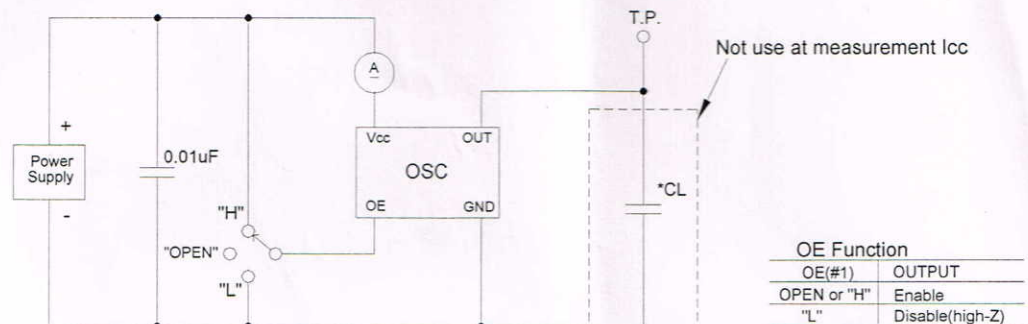 T.P.
Not use at measurement Icc
A
+
Power
Supply
-
0.01uF
Vcc
OUT
OSC
OE
GND
"H"
"OPEN"
"L"
*CL
OE Function
OE(#1) OUTPUT
OPEN or "H" Enable
"L" Disable(high-Z)